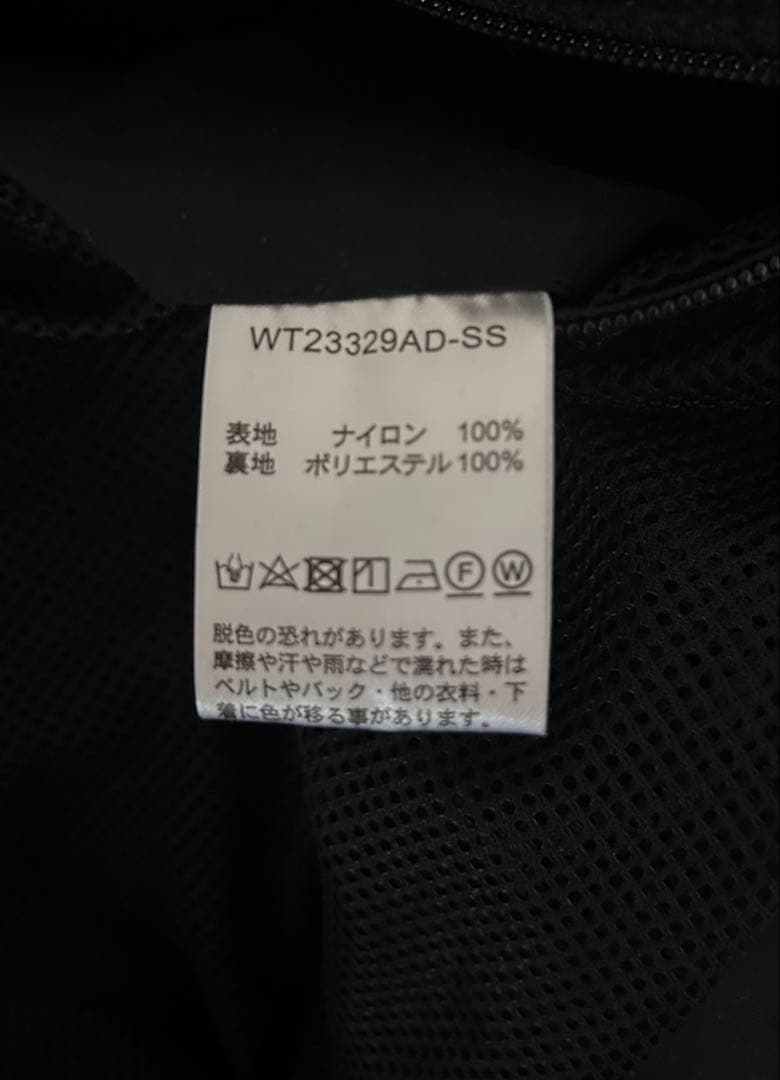 WT23329AD-SS
表地 ナイロン 100%
裏地 ポリエステル 100%
F W
脱色の恐れがあります。また、
摩擦や汗や雨などで濡れた時は
ベルトやバック・他の衣料・下
着に色が移る事があります。